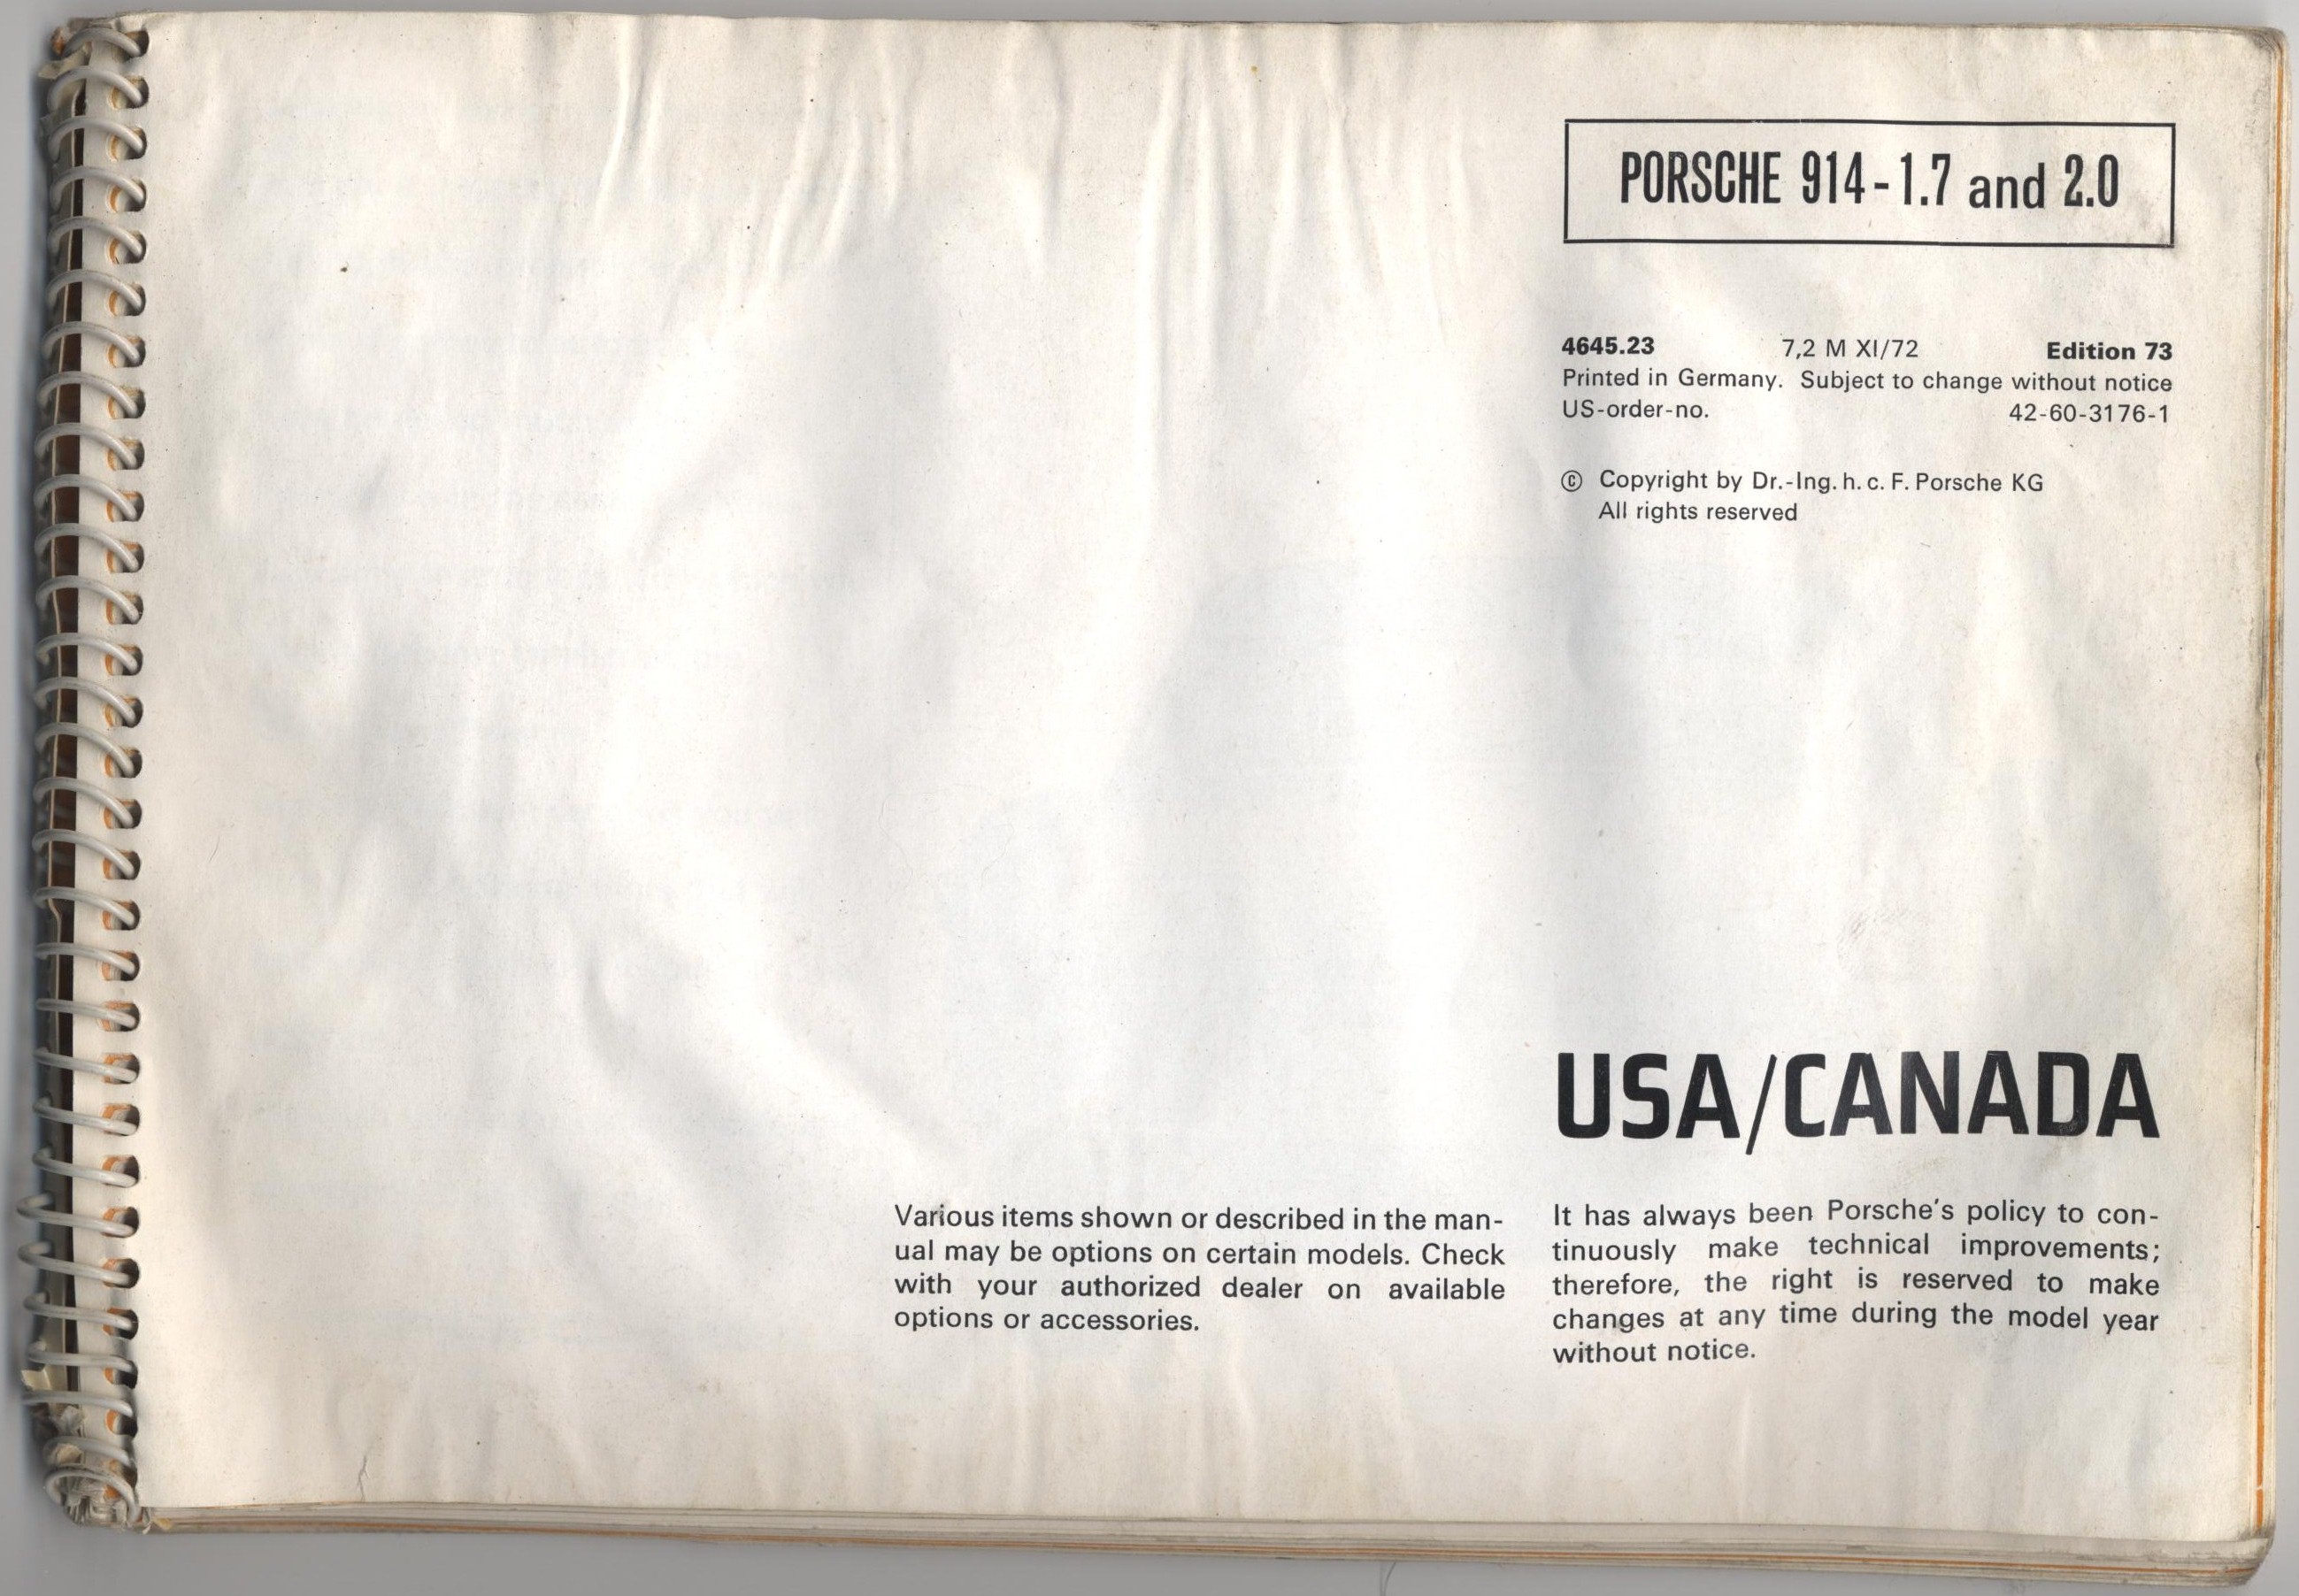 PORSCHE 914-1.7 and 2.0
4645.23 7,2 M XI/72 Edition 73
Printed in Germany. Subject to change without notice
US-order-no. 42-60-3176-1
© Copyright by Dr.-Ing. h. c. F. Porsche KG
All rights reserved
USA/CANADA
Various items shown or described in the man-
ual may be options on certain models. Check
with your authorized dealer on available
options or accessories.
It has always been Porsche's policy to con-
tinuously make technical improvements;
therefore, the right is reserved to make
changes at any time during the model year
without notice.